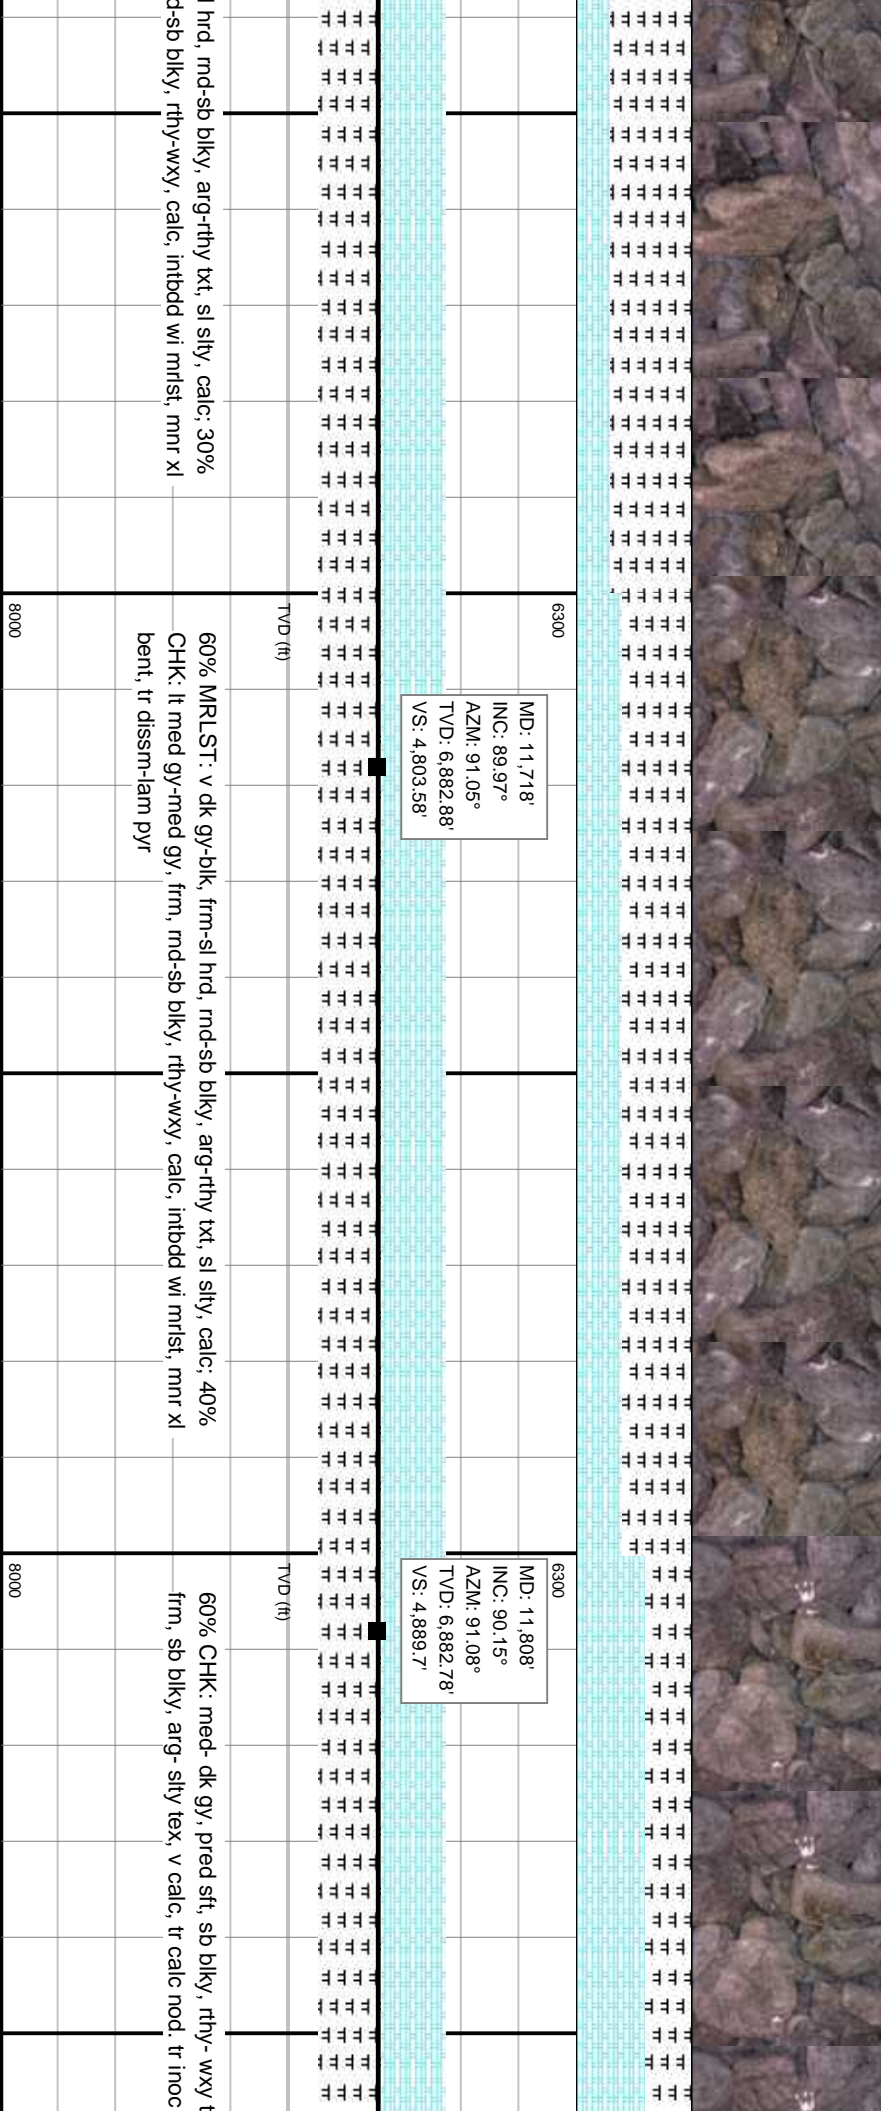 l hrd, rnd-sb blky, arg-rthy txt, sl slty, calc; 30%
d-sb blky, rthy-wxy, calc, intbdd wi mrlst, mnr xl
6300
TVD (ft)
8000
MD: 11,718'
INC: 89.97°
AZM: 91.05°
TVD: 6,882.88'
VS: 4,803.58'
60% MRLST: v dk gy-blk, frm-sl hrd, rnd-sb blky, arg-rthy txt, sl slty, calc; 40%
CHK: lt med gy-med gy, frm, rnd-sb blky, rthy-wxy, calc, intbdd wi mrlst, mnr xl
bent, tr dissm-lam pyr
6300
TVD (ft)
8000
MD: 11,808'
INC: 90.15°
AZM: 91.08°
TVD: 6,882.78'
VS: 4,889.7'
60% CHK: med- dk gy, pred sft, sb blky, rthy- wxy t
frm, sb blky, arg- slty tex, v calc, tr calc nod. tr inoc